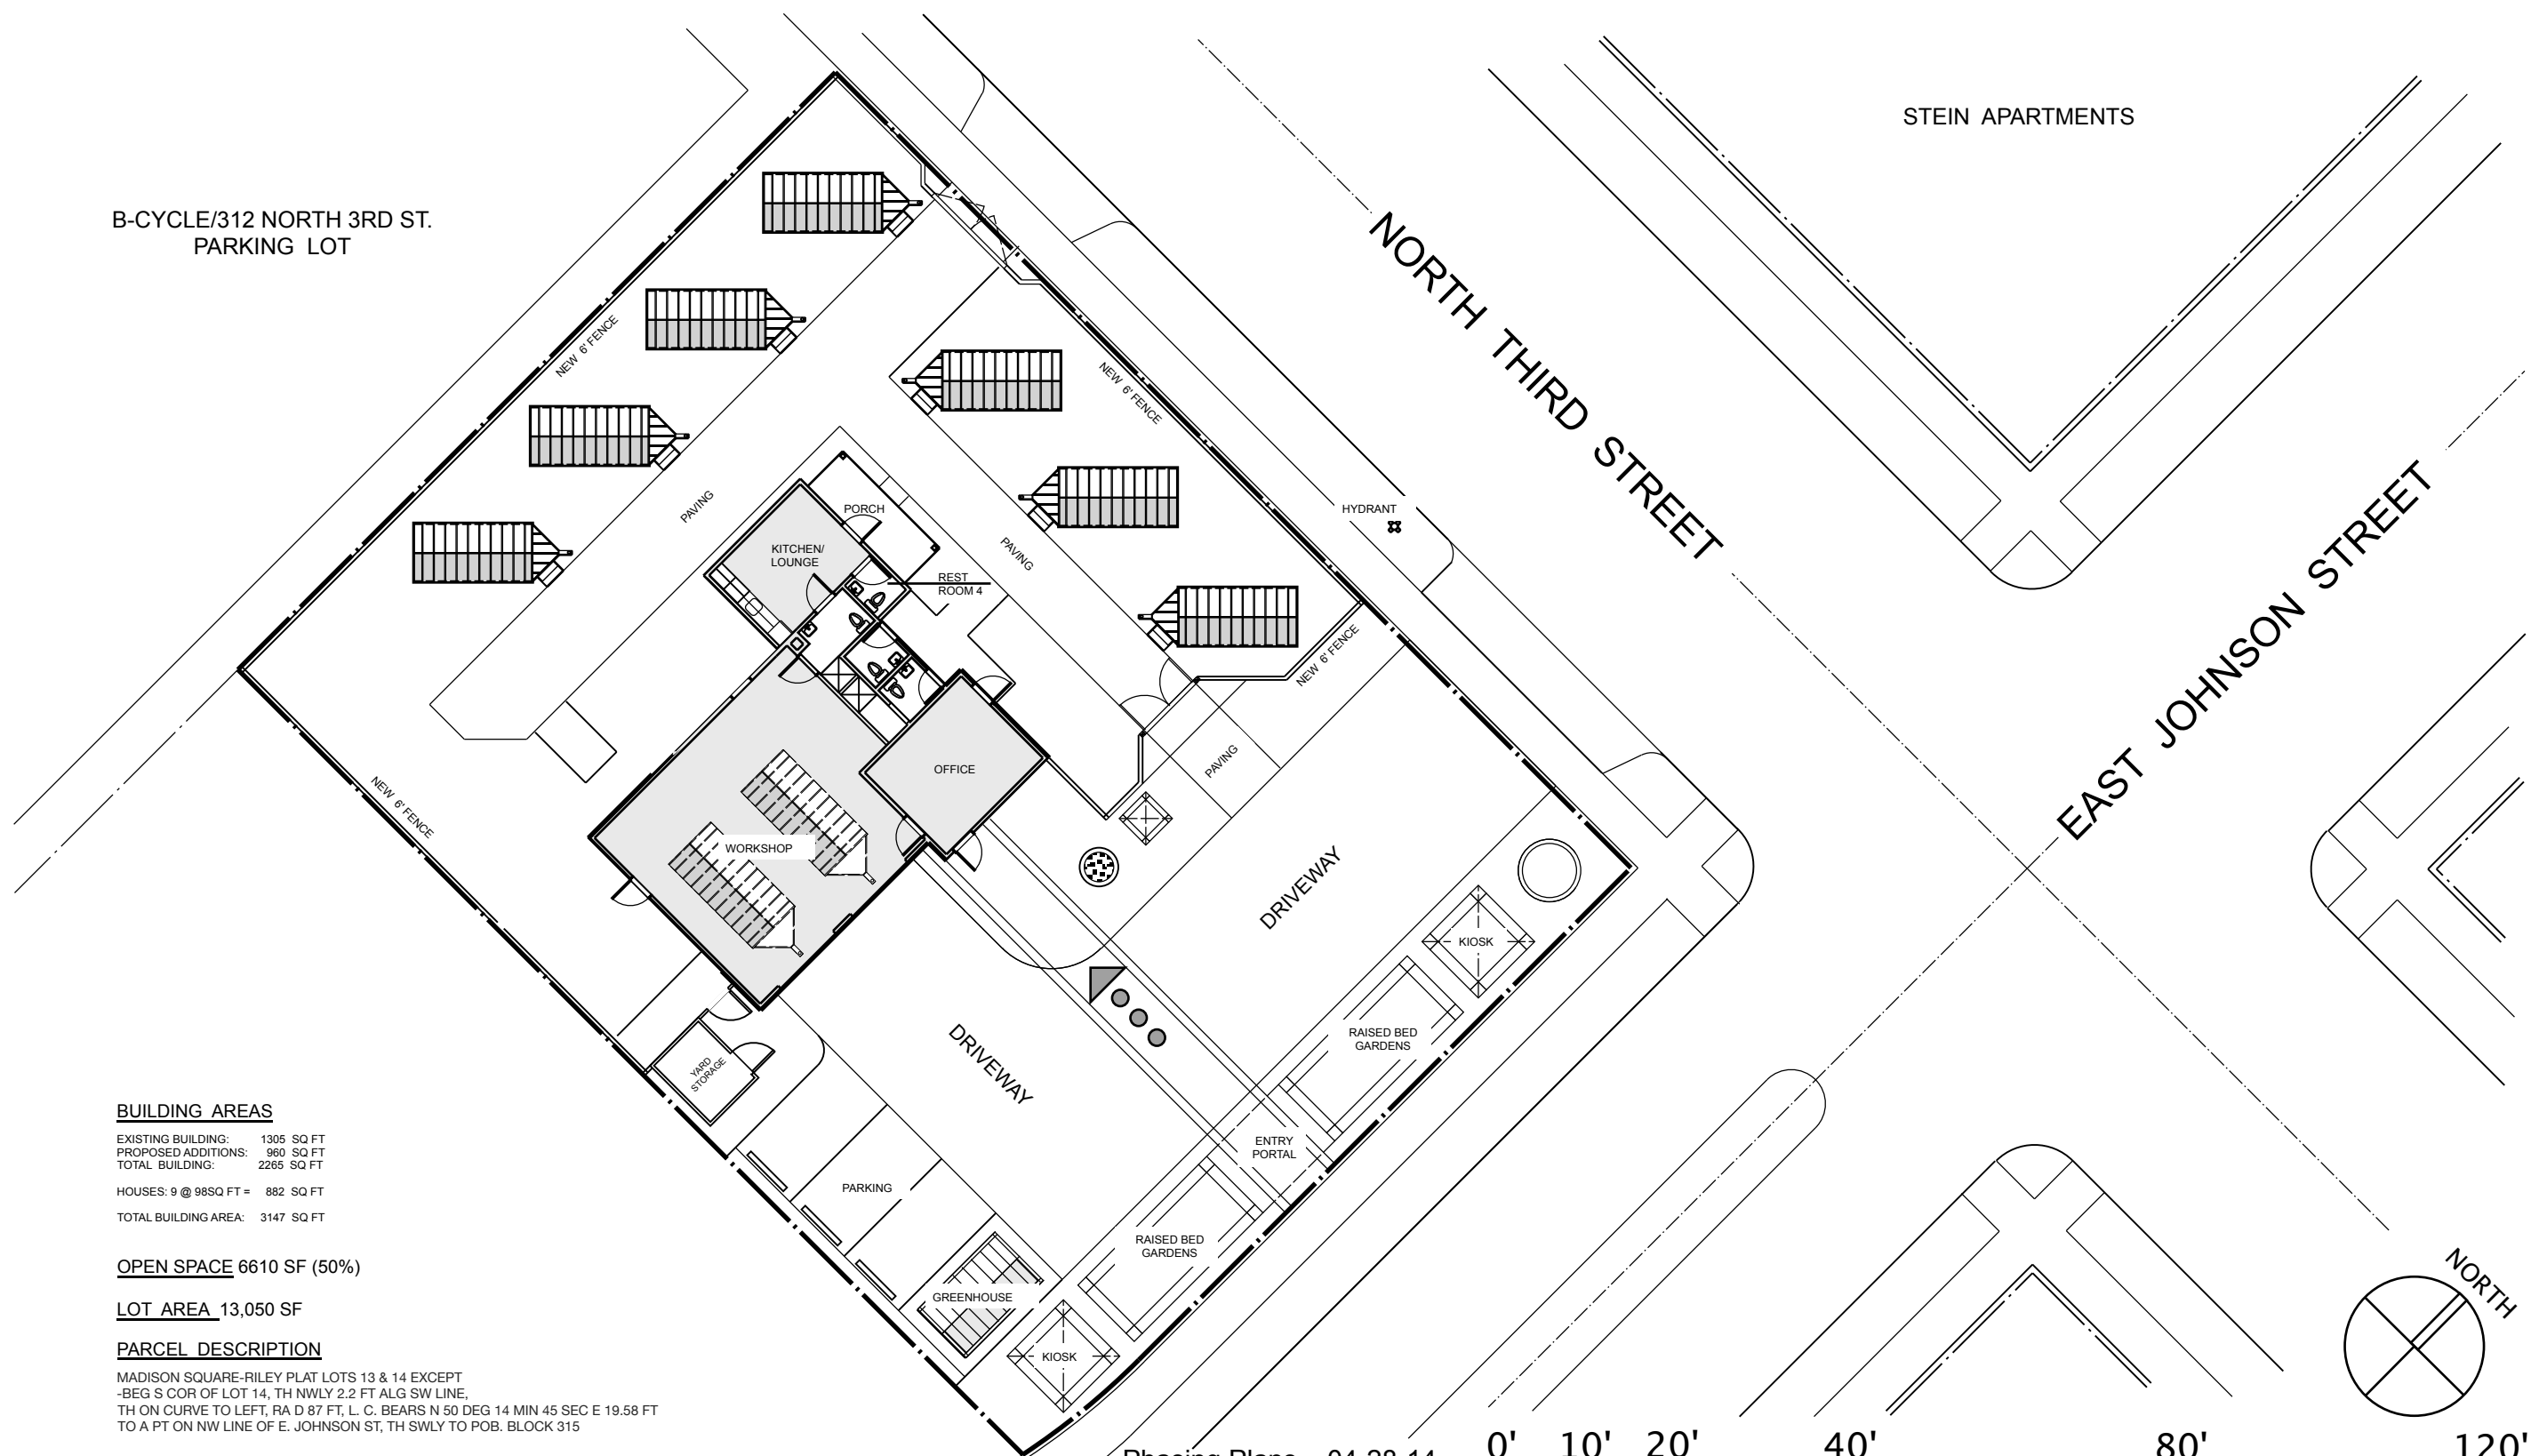 STEIN APARTMENTS
B-CYCLE/312 NORTH 3RD ST.
PARKING LOT
NORTH THIRD STREET
EAST JOHNSON STREET
NEW 6' FENCE
NEW 6' FENCE
PAVING
PORCH
HYDRANT
KITCHEN/
LOUNGE
PAVING
REST
ROOM 4
NEW 6' FENCE
OFFICE
PAVING
NEW 6' FENCE
WORKSHOP
DRIVEWAY
KIOSK
RAISED BED
GARDENS
DRIVEWAY
YARD
STORAGE
ENTRY
PORTAL
PARKING
RAISED BED
GARDENS
GREENHOUSE
KIOSK
BUILDING AREAS
EXISTING BUILDING: 1305 SQ FT
PROPOSED ADDITIONS: 960 SQ FT
TOTAL BUILDING: 2265 SQ FT
HOUSES: 9 @ 98SQ FT = 882 SQ FT
TOTAL BUILDING AREA: 3147 SQ FT
OPEN SPACE 6610 SF (50%)
LOT AREA 13,050 SF
PARCEL DESCRIPTION
MADISON SQUARE-RILEY PLAT LOTS 13 & 14 EXCEPT
-BEG S COR OF LOT 14, TH NWLY 2.2 FT ALG SW LINE,
TH ON CURVE TO LEFT, RA D 87 FT, L. C. BEARS N 50 DEG 14 MIN 45 SEC E 19.58 FT
TO A PT ON NW LINE OF E. JOHNSON ST, TH SWLY TO POB. BLOCK 315
NORTH
Phasing Plans 04-28-14
0' 10' 20' 40' 80' 120'